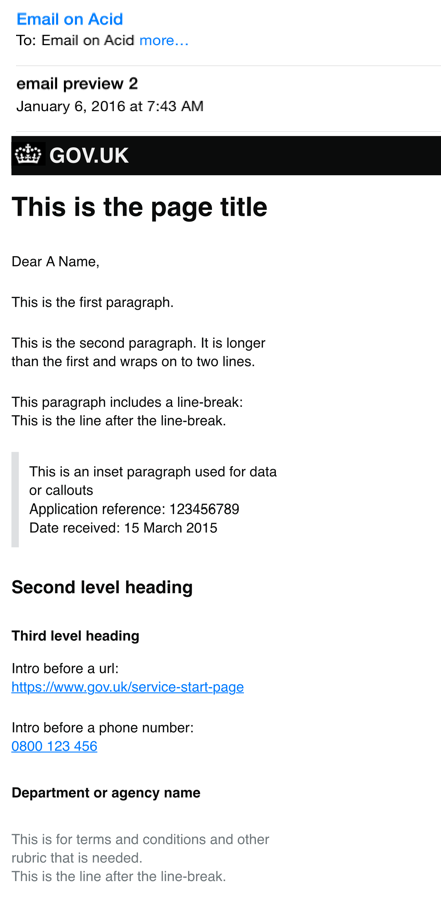 Email on Acid
To: Email on Acid more...
email preview 2
January 6, 2016 at 7:43 AM
GOV.UK
This is the page title
Dear A Name,
This is the first paragraph.
This is the second paragraph. It is longer
than the first and wraps on to two lines.
This paragraph includes a line-break:
This is the line after the line-break.
This is an inset paragraph used for data
or callouts
Application reference: 123456789
Date received: 15 March 2015
Second level heading
Third level heading
Intro before a url:
https://www.gov.uk/service-start-page
Intro before a phone number:
0800 123 456
Department or agency name
This is for terms and conditions and other
rubric that is needed.
This is the line after the line-break.